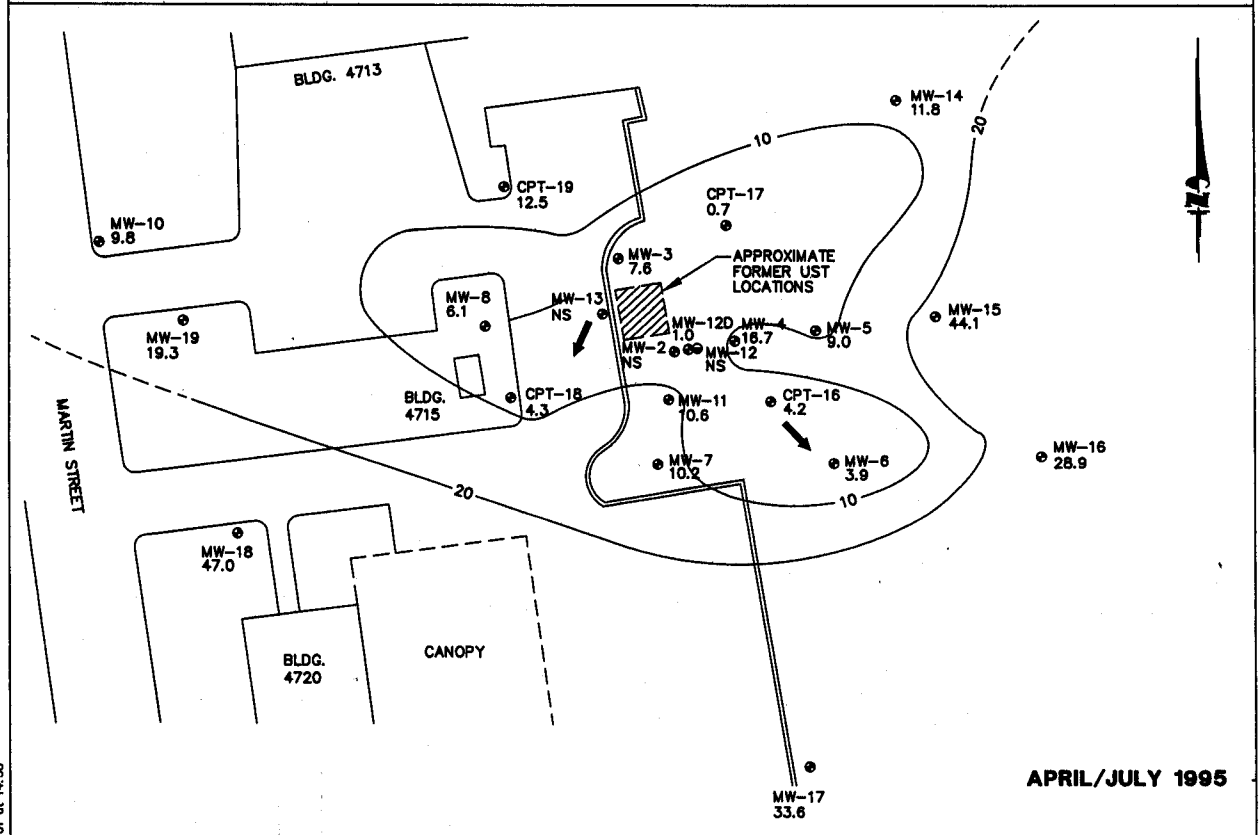 BLDG. 4713
MW-14
11.8
10
20
CPT-19
12.5
CPT-17
0.7
MW-10
9.8
MW-3
7.6
APPROXIMATE
FORMER UST
LOCATIONS
MW-8
6.1
MW-13
NS
MW-19
19.3
MW-12D
1.0
MW-4
16.7
MW-5
9.0
MW-15
44.1
MW-2
NS
MW-12
NS
BLDG.
4715
CPT-18
4.3
MW-11
10.6
CPT-16
4.2
MARTIN STREET
MW-7
10.2
MW-6
3.9
MW-16
28.9
20
10
MW-18
47.0
BLDG.
4720
CANOPY
N
APRIL/JULY 1995
MW-17
33.6